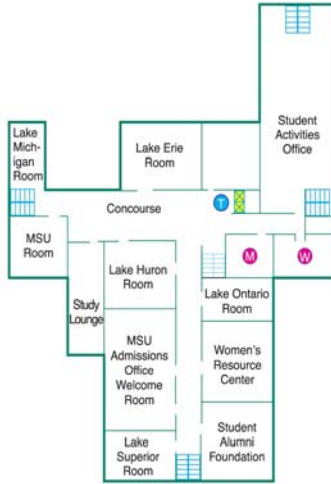 Student
Activities
Office
Lake
Mich-
igan
Room
Lake Erie
Room
T
Concourse
MSU
Room
M
W
Lake Huron
Room
Lake Ontario
Room
Study
Lounge
MSU
Admissions
Office
Welcome
Room
Women's
Resource
Center
Lake
Superior
Room
Student
Alumni
Foundation